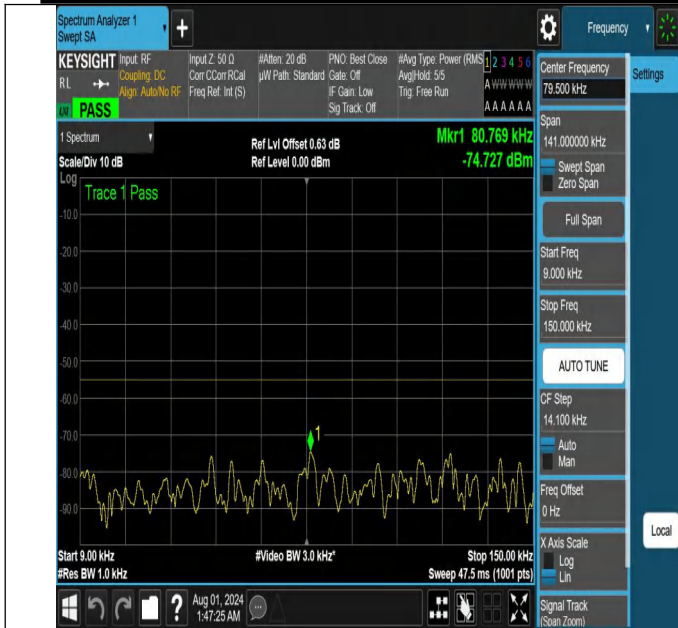 Spectrum Analyzer 1
Swept SA
+
Frequency
KEYSIGHT
RL
PASS
Input: RF
Coupling: DC
Align: Auto/No RF
Input Z: 50 Ω
Corr CCorr RCal
Freq Ref: Int (S)
#Atten: 20 dB
µW Path: Standard
PNO: Best Close
Gate: Off
IF Gain: Low
Sig Track: Off
#Avg Type: Power (RMS
Avg|Hold: 5/5
Trig: Free Run
1 2 3 4 5 6
A W W W W W
A A A A A A
1 Spectrum
Scale/Div 10 dB
Ref Lvl Offset 0.63 dB
Ref Level 0.00 dBm
Mkr1 80.769 kHz
-74.727 dBm
Log
Trace 1 Pass
-10.0
-20.0
-30.0
-40.0
-50.0
-60.0
-70.0
-80.0
-90.0
1
Start 9.00 kHz
#Res BW 1.0 kHz
#Video BW 3.0 kHz*
Stop 150.00 kHz
Sweep 47.5 ms (1001 pts)
?
Aug 01, 2024
1:47:25 AM
Center Frequency
79.500 kHz
Settings
Span
141.000000 kHz
Swept Span
Zero Span
Full Span
Start Freq
9.000 kHz
Stop Freq
150.000 kHz
AUTO TUNE
CF Step
14.100 kHz
Auto
Man
Freq Offset
0 Hz
Local
X Axis Scale
Log
Lin
Signal Track
(Span Zoom)